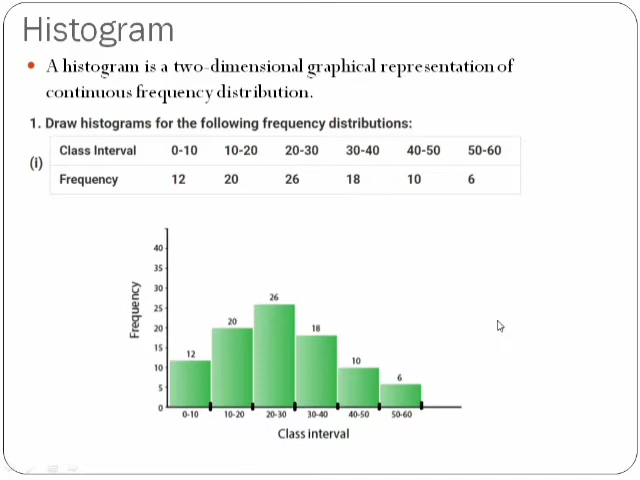 Histogram
• A histogram is a two-dimensional graphical representation of
continuous frequency distribution.
1. Draw histograms for the following frequency distributions:
(i)
Class Interval 0-10 10-20 20-30 30-40 40-50 50-60
Frequency 12 20 26 18 10 6
Frequency
40
35
30
25
20
15
10
5
0
12
20
26
18
10
6
0-10 10-20 20-30 30-40 40-50 50-60
Class interval